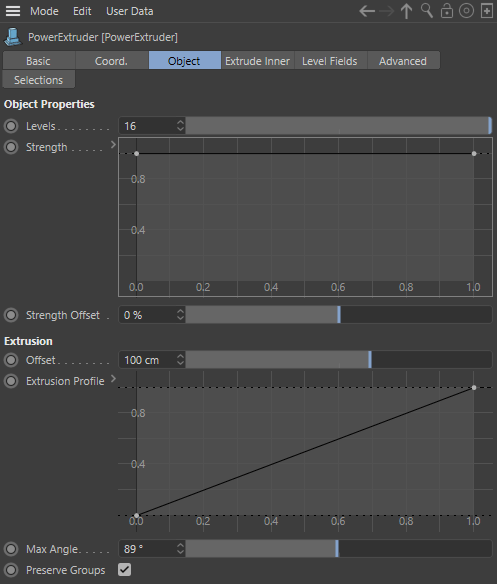 Mode Edit User Data
PowerExtruder [PowerExtruder]
Basic Coord. Object Extrude Inner Level Fields Advanced
Selections
Object Properties
Levels . . . . . . . . 16
Strength . . . . .
0.8
0.4
0.0 0.2 0.4 0.6 0.8 1.0
Strength Offset . 0 %
Extrusion
Offset . . . . . . . . 100 cm
Extrusion Profile
0.8
0.4
0.0 0.2 0.4 0.6 0.8 1.0
Max Angle . . . . . 89 °
Preserve Groups